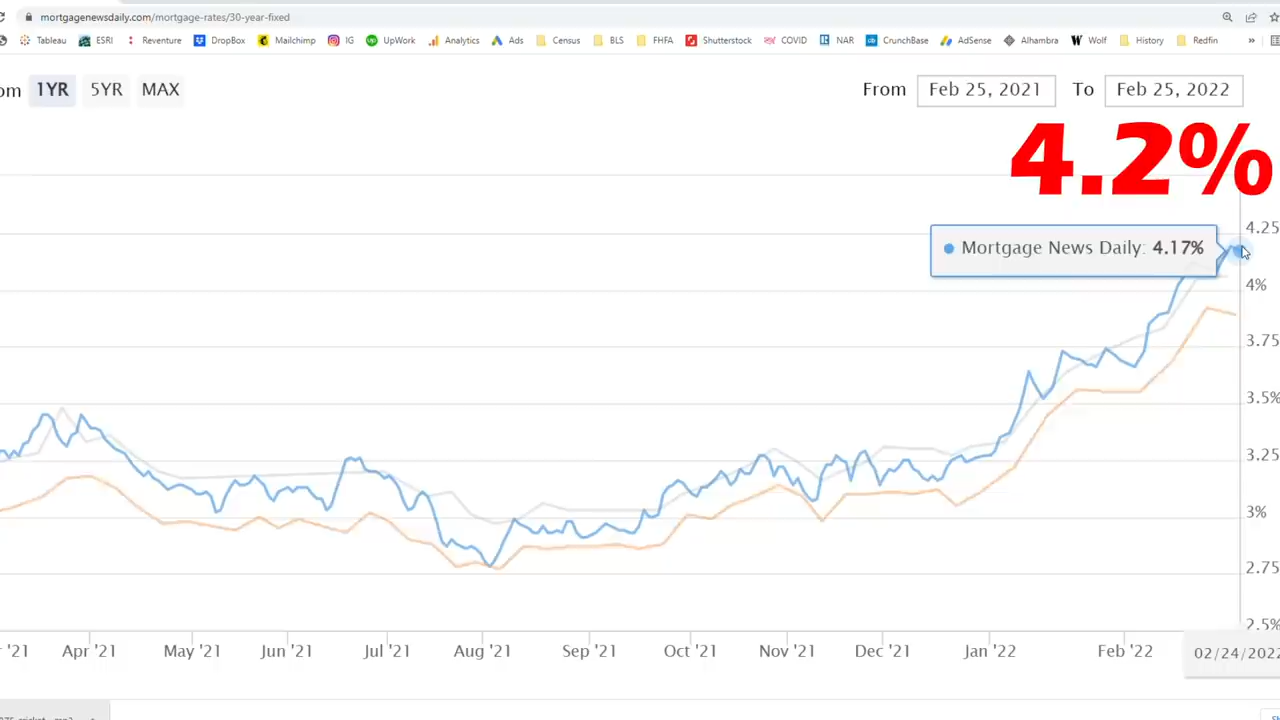 mortgagenewsdaily.com/mortgage-rates/30-year-fixed
Tableau ESRI Reventure DropBox Mailchimp IG UpWork Analytics Ads Census BLS FHFA Shutterstock COVID NAR CrunchBase AdSense Alhambra Wolf History Redfin »
om 1YR 5YR MAX From Feb 25, 2021 To Feb 25, 2022
4.2%
4.25
Mortgage News Daily: 4.17%
4%
3.75
3.5%
3.25
3%
2.75
2.5%
'21 Apr '21 May '21 Jun '21 Jul '21 Aug '21 Sep '21 Oct '21 Nov '21 Dec '21 Jan '22 Feb '22 02/24/2022